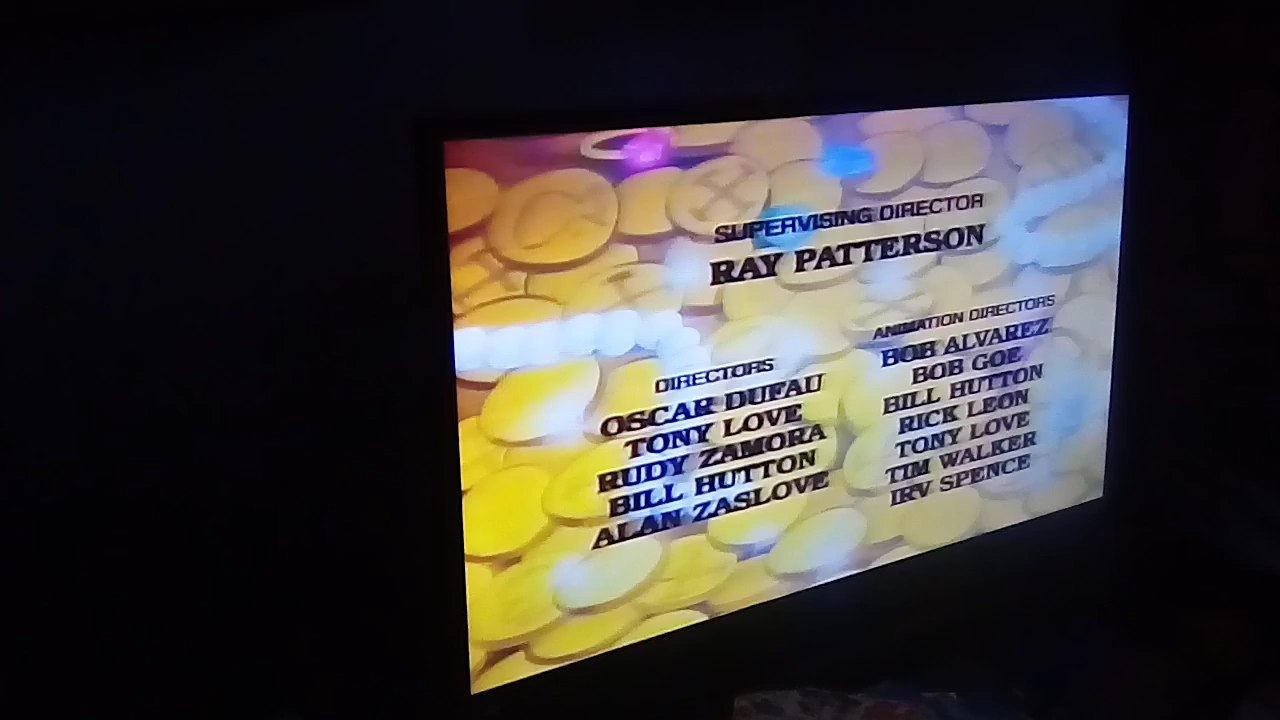 SUPERVISING DIRECTOR
RAY PATTERSON
DIRECTORS
OSCAR DUFAU
TONY LOVE
RUDY ZAMORA
BILL HUTTON
ALAN ZASLOVE
ANIMATION DIRECTORS
BOB ALVAREZ
BOB GOE
BILL HUTTON
RICK LEON
TONY LOVE
TIM WALKER
IRV SPENCE